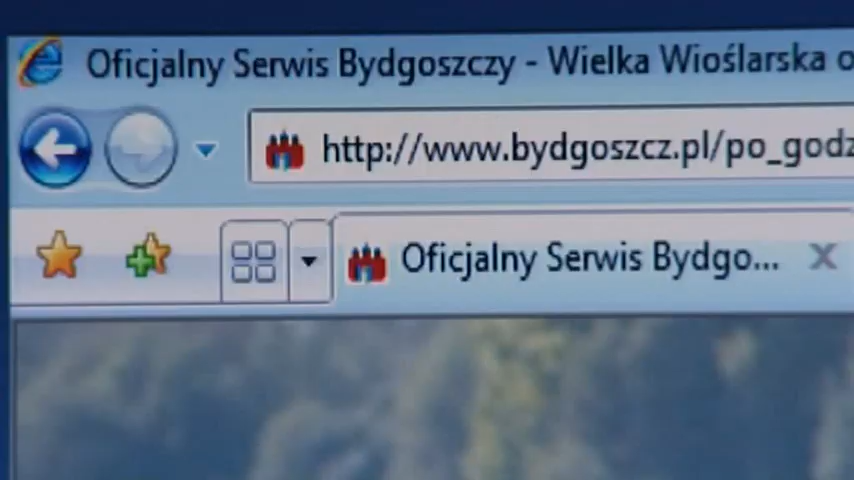 Oficjalny Serwis Bydgoszczy - Wielka Wioślarska o
http://www.bydgoszcz.pl/po_godz
Oficjalny Serwis Bydgo...